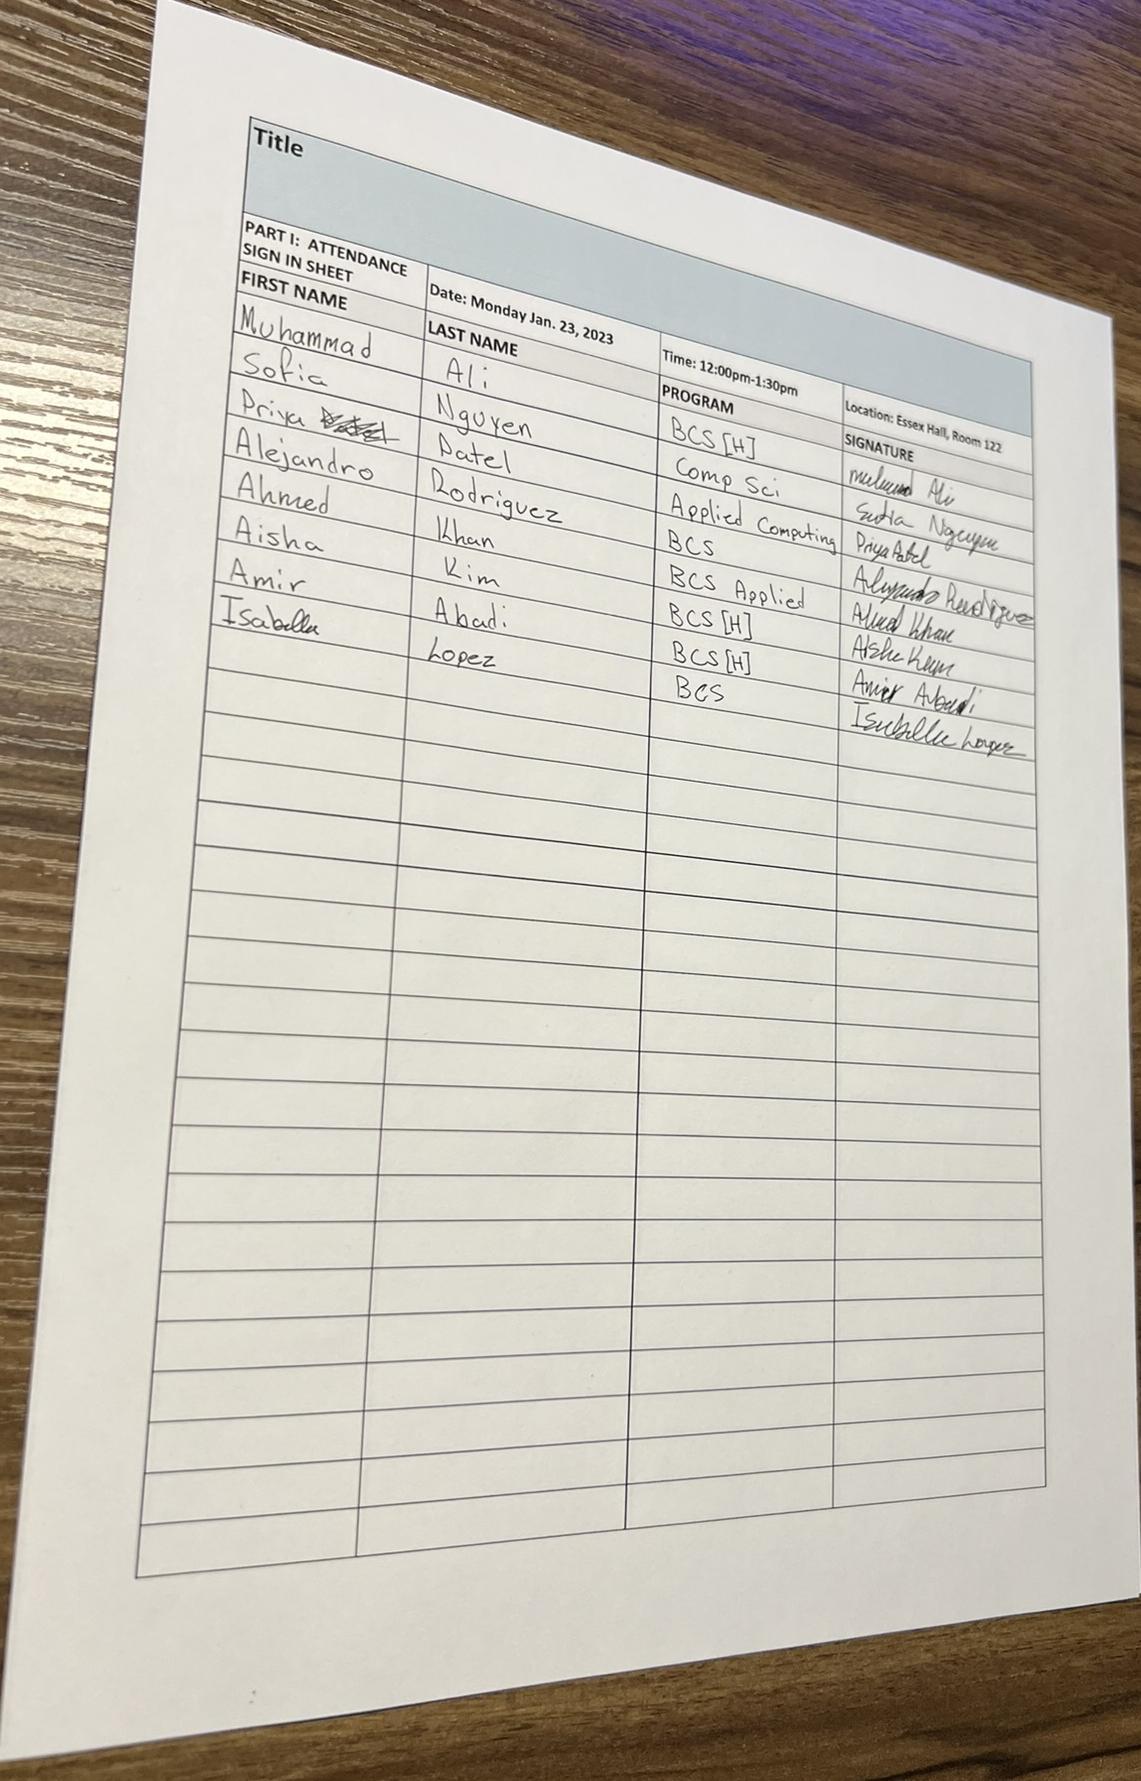 Title
PART I: ATTENDANCE SIGN IN SHEET Date: Monday Jan. 23, 2023 Time: 12:00pm-1:30pm Location: Essex Hall, Room 122
FIRST NAME LAST NAME PROGRAM SIGNATURE
Muhammad Ali BCS [H] Ali
Sofia Nguyen Comp Sci Sofia Nguyen
Priya Patel Applied Computing Priya Patel
Alejandro Rodriguez BCS Alejandro Rodriguez
Ahmed Khan BCS Applied Ahmed Khan
Aisha Kim BCS [H] Aisha Kim
Amir Abadi BCS [H] Amir Abadi
Isabella Lopez BCS Isabella Lopez